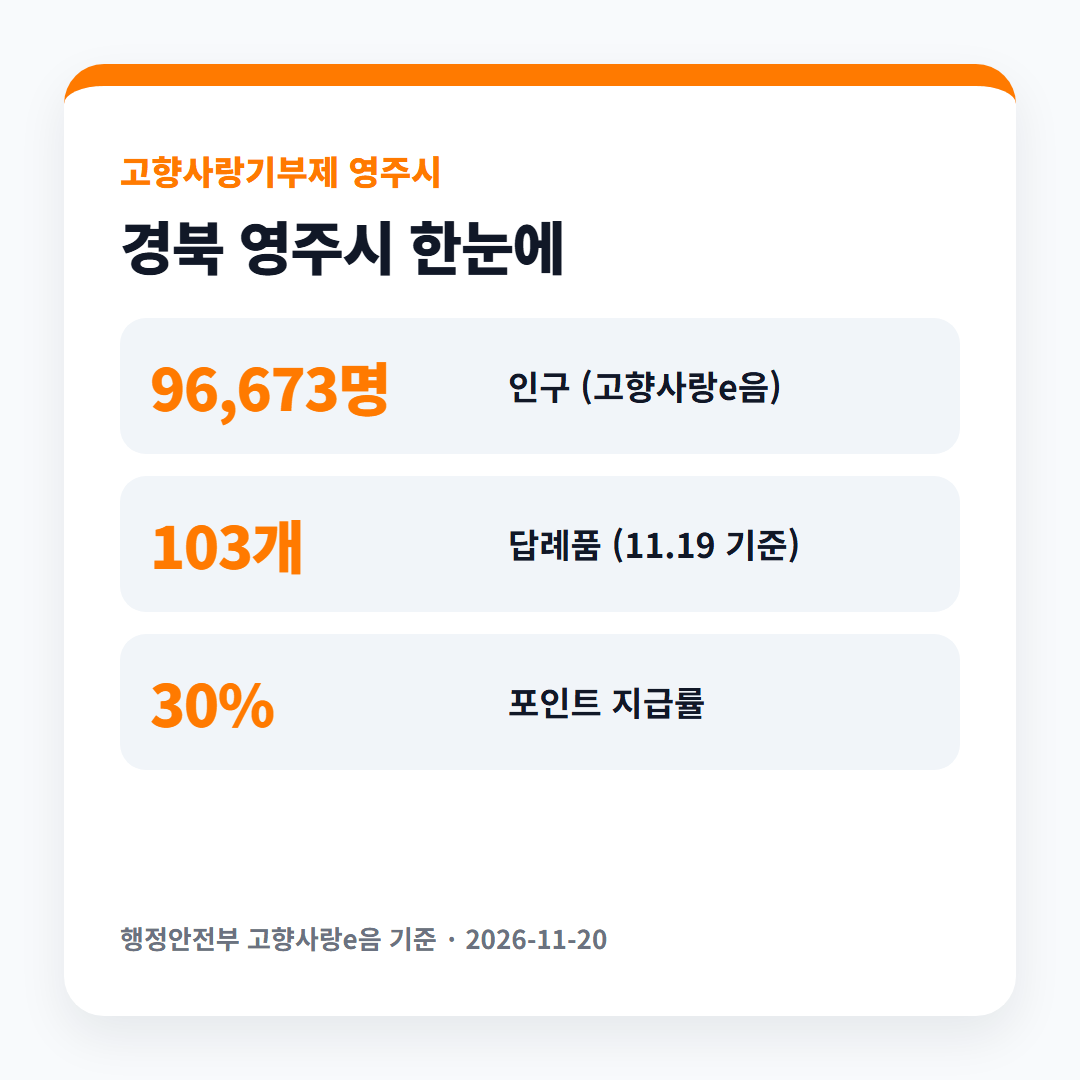 고향사랑기부제 영주시
경북 영주시 한눈에
96,673명 인구 (고향사랑e음)
103개 답례품 (11.19 기준)
30% 포인트 지급률
행정안전부 고향사랑e음 기준 · 2026-11-20